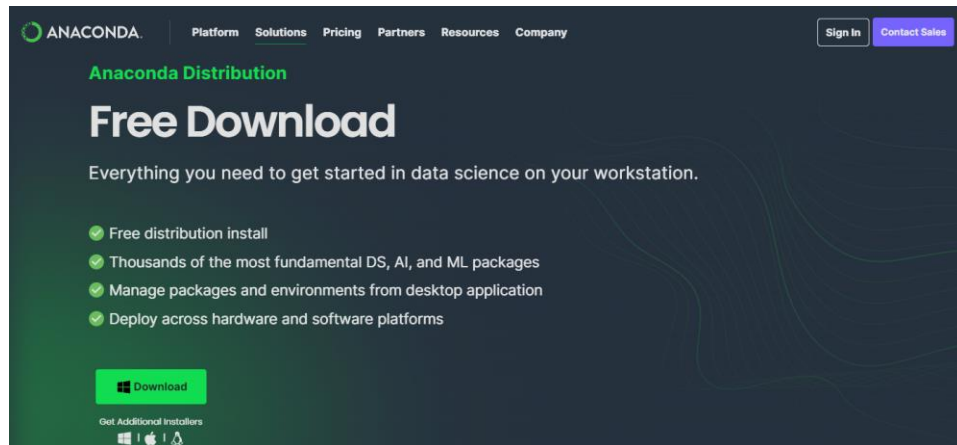 ANACONDA. Platform Solutions Pricing Partners Resources Company Sign In Contact Sales
Anaconda Distribution
Free Download
Everything you need to get started in data science on your workstation.
Free distribution install
Thousands of the most fundamental DS, AI, and ML packages
Manage packages and environments from desktop application
Deploy across hardware and software platforms
Download
Get Additional Installers